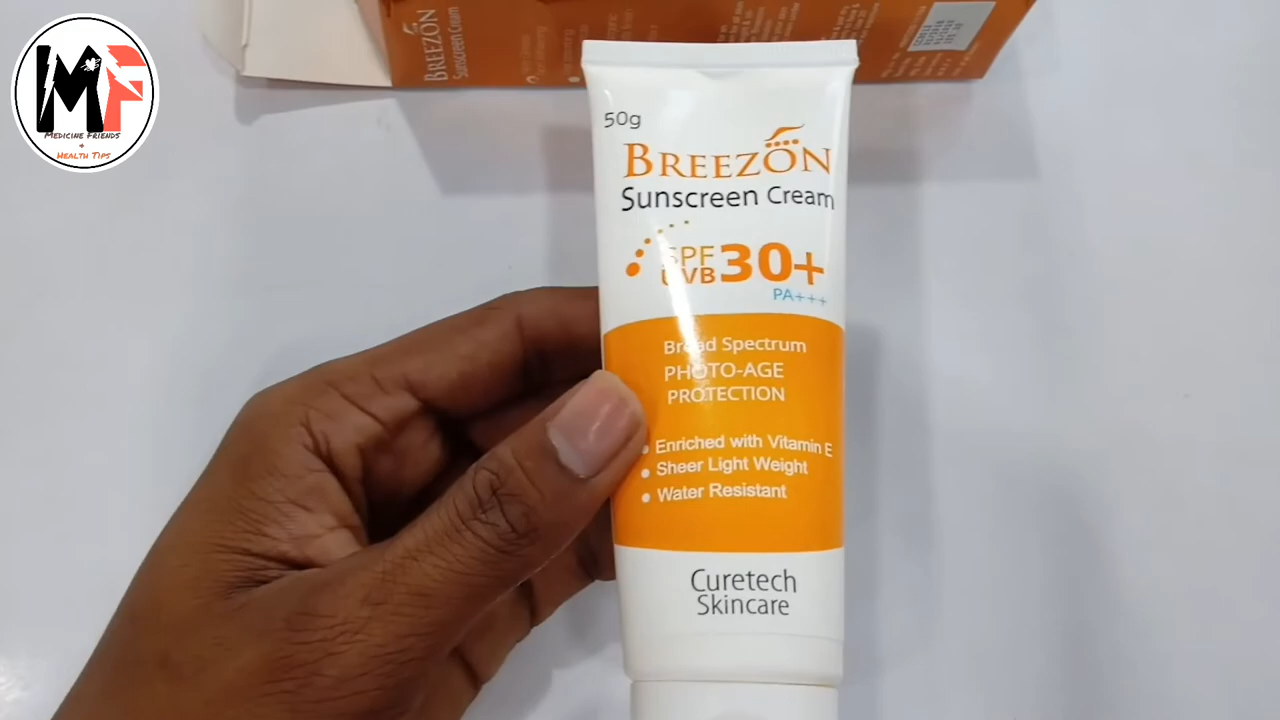 MF
Medicine Friends
&
Health Tips
BREEZON
Sunscreen Cream
50g
BREEZON
Sunscreen Cream
SPF
UVB 30+
PA+++
Broad Spectrum
PHOTO-AGE
PROTECTION
Enriched with Vitamin E
Sheer Light Weight
Water Resistant
Curetech
Skincare